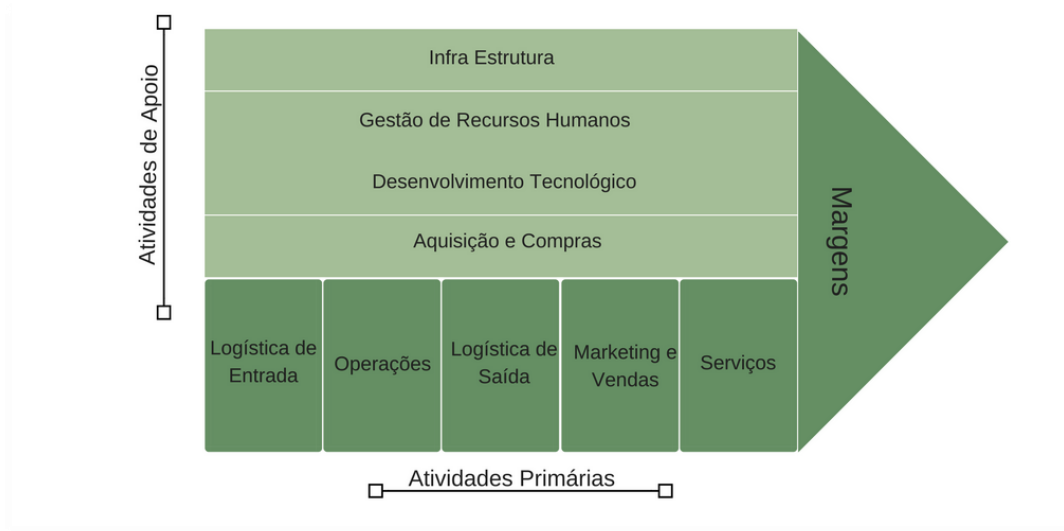 Atividades de Apoio
Infra Estrutura
Gestão de Recursos Humanos
Desenvolvimento Tecnológico
Aquisição e Compras
Margens
Logística de
Entrada
Operações
Logística de
Saída
Marketing e
Vendas
Serviços
Atividades Primárias